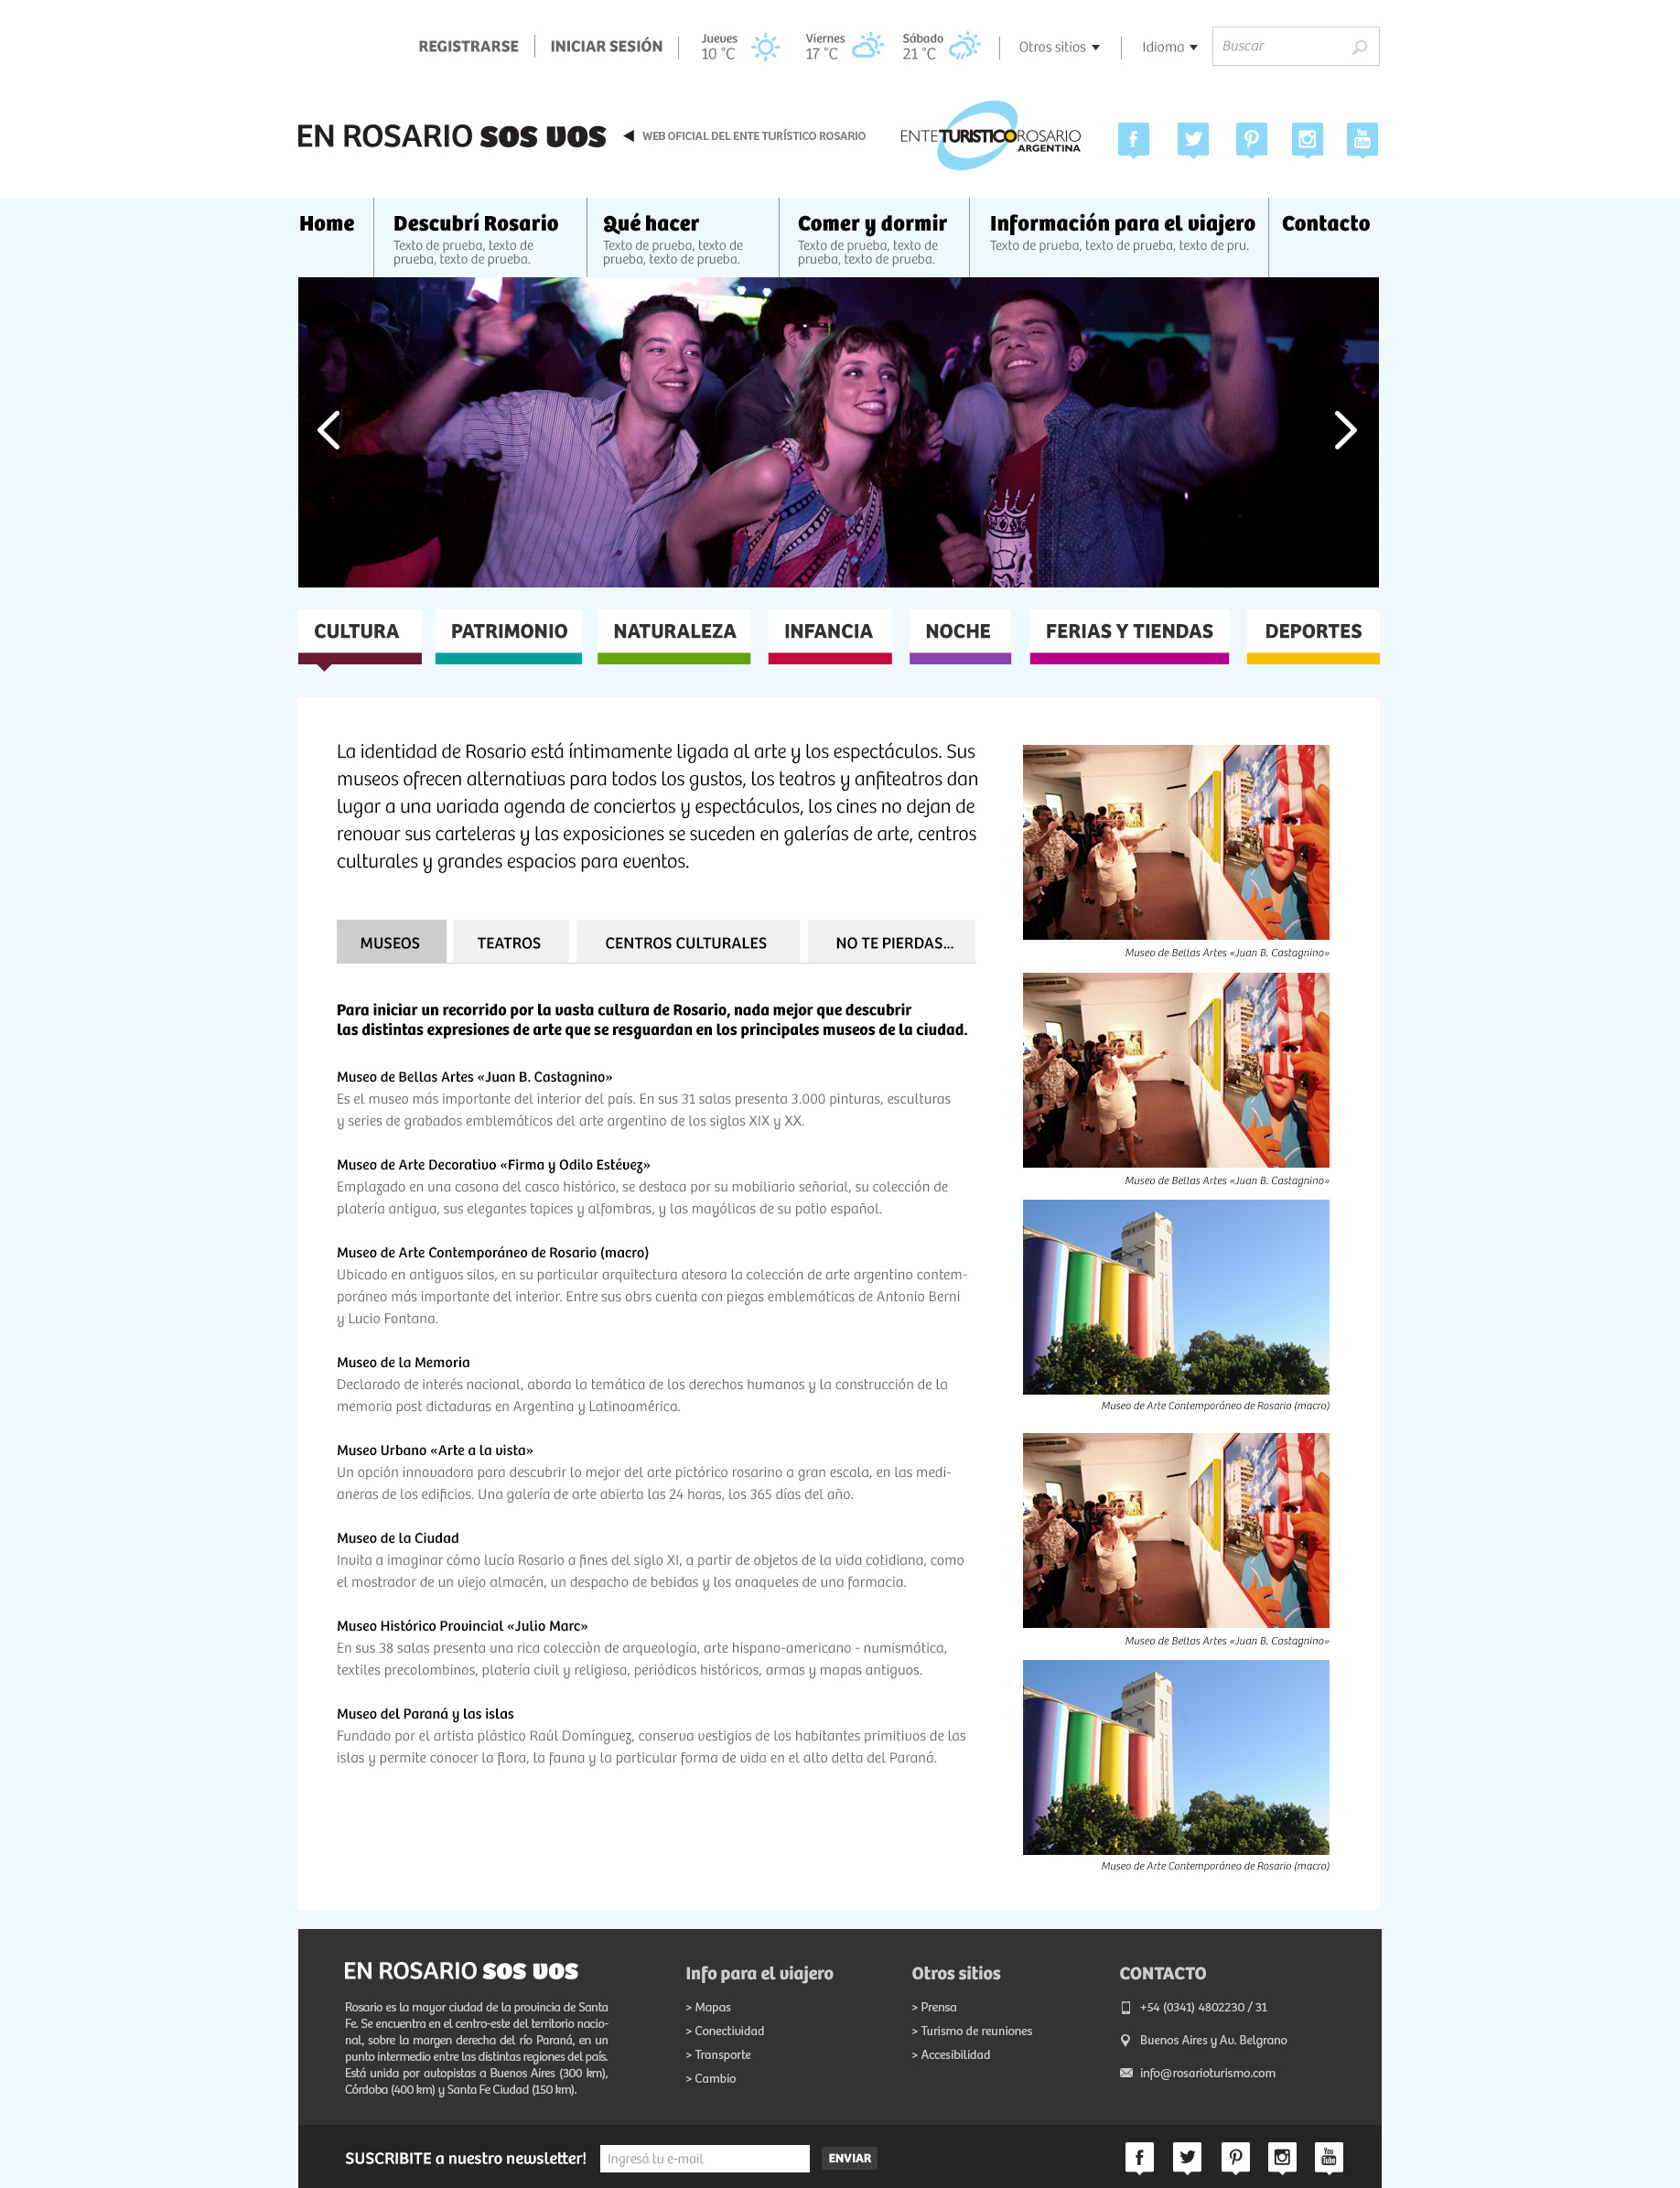 REGISTRARSE
INICIAR SESIÓN
Jueves
10 °C
Viernes
17 °C
Sábado
21 °C
Otros sitios
Idioma
Buscar
EN ROSARIO SOS VOS
WEB OFICIAL DEL ENTE TURÍSTICO ROSARIO
ENTE TURISTICO ROSARIO
ARGENTINA
You
Tube
Home
Descubrí Rosario
Texto de prueba, texto de
prueba, texto de prueba.
Qué hacer
Texto de prueba, texto de
prueba, texto de prueba.
Comer y dormir
Texto de prueba, texto de
prueba, texto de prueba.
Información para el viajero
Texto de prueba, texto de prueba, texto de pru.
Contacto
CULTURA
PATRIMONIO
NATURALEZA
INFANCIA
NOCHE
FERIAS Y TIENDAS
DEPORTES
La identidad de Rosario está íntimamente ligada al arte y los espectáculos. Sus
museos ofrecen alternativas para todos los gustos, los teatros y anfiteatros dan
lugar a una variada agenda de conciertos y espectáculos, los cines no dejan de
renovar sus carteleras y las exposiciones se suceden en galerías de arte, centros
culturales y grandes espacios para eventos.
MUSEOS
TEATROS
CENTROS CULTURALES
NO TE PIERDAS...
Para iniciar un recorrido por la vasta cultura de Rosario, nada mejor que descubrir
las distintas expresiones de arte que se resguardan en los principales museos de la ciudad.
Museo de Bellas Artes «Juan B. Castagnino»
Es el museo más importante del interior del país. En sus 31 salas presenta 3.000 pinturas, esculturas
y series de grabados emblemáticos del arte argentino de los siglos XIX y XX.
Museo de Arte Decorativo «Firma y Odilo Estévez»
Emplazado en una casona del casco histórico, se destaca por su mobiliario señorial, su colección de
platería antigua, sus elegantes tapices y alfombras, y las mayólicas de su patio español.
Museo de Arte Contemporáneo de Rosario (macro)
Ubicado en antiguos silos, en su particular arquitectura atesora la colección de arte argentino contem-
poráneo más importante del interior. Entre sus obrs cuenta con piezas emblemáticas de Antonio Berni
y Lucio Fontana.
Museo de la Memoria
Declarado de interés nacional, aborda la temática de los derechos humanos y la construcción de la
memoria post dictaduras en Argentina y Latinoamérica.
Museo Urbano «Arte a la vista»
Un opción innovadora para descubrir lo mejor del arte pictórico rosarino a gran escala, en las medi-
aneras de los edificios. Una galería de arte abierta las 24 horas, los 365 días del año.
Museo de la Ciudad
Invita a imaginar cómo lucía Rosario a fines del siglo XI, a partir de objetos de la vida cotidiana, como
el mostrador de un viejo almacén, un despacho de bebidas y los anaqueles de una farmacia.
Museo Histórico Provincial «Julio Marc»
En sus 38 salas presenta una rica colecciòn de arqueología, arte hispano-americano - numismática,
textiles precolombinos, platería civil y religiosa, periódicos históricos, armas y mapas antiguos.
Museo del Paraná y las islas
Fundado por el artista plástico Raúl Domínguez, conserva vestigios de los habitantes primitivos de las
islas y permite conocer la flora, la fauna y la particular forma de vida en el alto delta del Paraná.
Museo de Bellas Artes «Juan B. Castagnino»
Museo de Bellas Artes «Juan B. Castagnino»
Museo de Arte Contemporáneo de Rosario (macro)
Museo de Bellas Artes «Juan B. Castagnino»
Museo de Arte Contemporáneo de Rosario (macro)
EN ROSARIO SOS VOS
Rosario es la mayor ciudad de la provincia de Santa
Fe. Se encuentra en el centro-este del territorio nacio-
nal, sobre la margen derecha del río Paraná, en un
punto intermedio entre las distintas regiones del país.
Está unida por autopistas a Buenos Aires (300 km),
Córdoba (400 km) y Santa Fe Ciudad (150 km).
Info para el viajero
> Mapas
> Conectividad
> Transporte
> Cambio
Otros sitios
> Prensa
> Turismo de reuniones
> Accesibilidad
CONTACTO
+54 (0341) 4802230 / 31
Buenos Aires y Av. Belgrano
info@rosarioturismo.com
SUSCRIBITE a nuestro newsletter!
Ingresá tu e-mail
ENVIAR
You
Tube